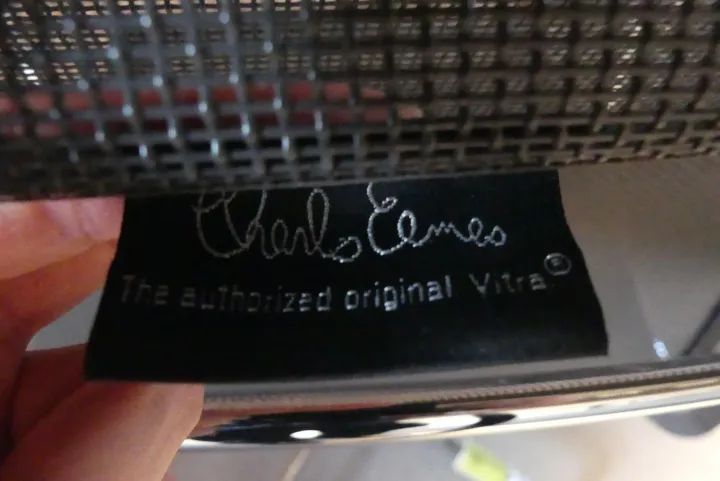 Charles Eames
The authorized original Vitra®